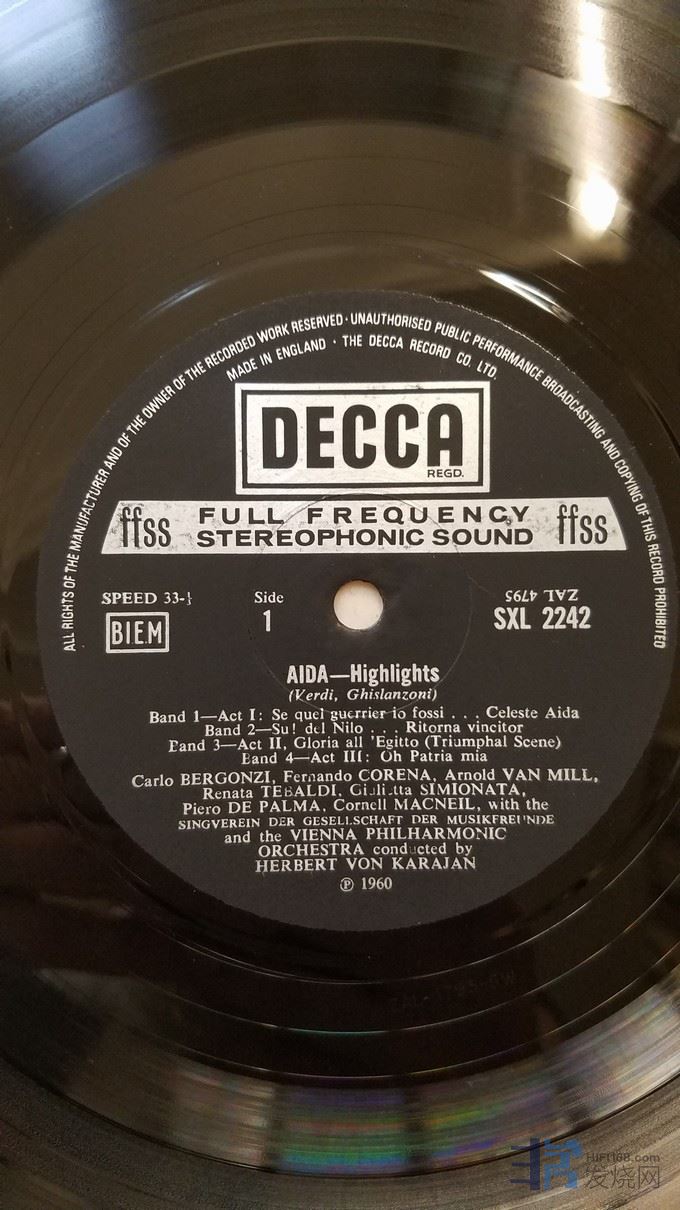 ALL RIGHTS OF THE MANUFACTURER AND OF THE OWNER OF THE RECORDED WORK RESERVED · UNAUTHORISED PUBLIC PERFORMANCE BROADCASTING AND COPYING OF THIS RECORD PROHIBITED
MADE IN ENGLAND · THE DECCA RECORD CO. LTD.
DECCA
REGD.
ffss FULL FREQUENCY STEREOPHONIC SOUND ffss
SPEED 33-⅓
Side
ZAL 4795
BIEM
1
SXL 2242
AIDA—Highlights
(Verdi, Ghislanzoni)
Band 1—Act I: Se quel guerrier io fossi . . . Celeste Aida
Band 2—Su! del Nilo . . . Ritorna vincitor
Band 3—Act II, Gloria all 'Egitto (Triumphal Scene)
Band 4—Act III: Oh Patria mia
Carlo BERGONZI, Fernando CORENA, Arnold VAN MILL,
Renata TEBALDI, Giulietta SIMIONATA,
Piero DE PALMA, Cornell MACNEIL, with the
SINGVEREIN DER GESELLSCHAFT DER MUSIKFREUNDE
and the VIENNA PHILHARMONIC
ORCHESTRA conducted by
HERBERT VON KARAJAN
℗ 1960
HiFi168.com
发烧网